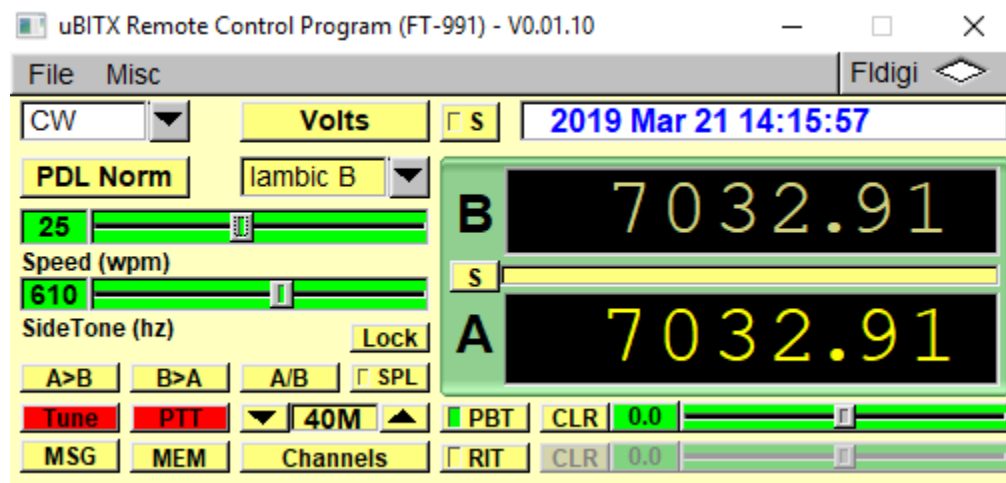 uBITX Remote Control Program (FT-991) - V0.01.10
File Misc Fldigi
CW Volts S 2019 Mar 21 14:15:57
PDL Norm Iambic B
B 7032.91
25
Speed (wpm)
S
610
SideTone (hz)
Lock
A 7032.91
A>B B>A A/B SPL
Tune PTT 40M PBT CLR 0.0
MSG MEM Channels RIT CLR 0.0